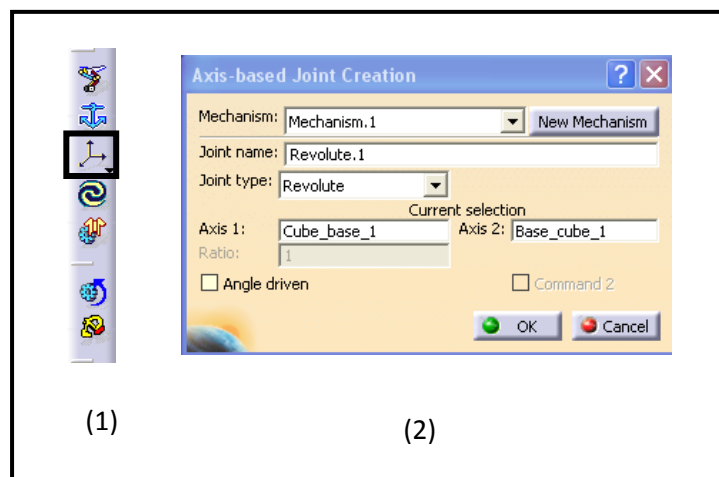 Axis-based Joint Creation
Mechanism: Mechanism.1 New Mechanism
Joint name: Revolute.1
Joint type: Revolute
Current selection
Axis 1: Cube_base_1 Axis 2: Base_cube_1
Ratio: 1
Angle driven Command 2
OK Cancel
(1)
(2)